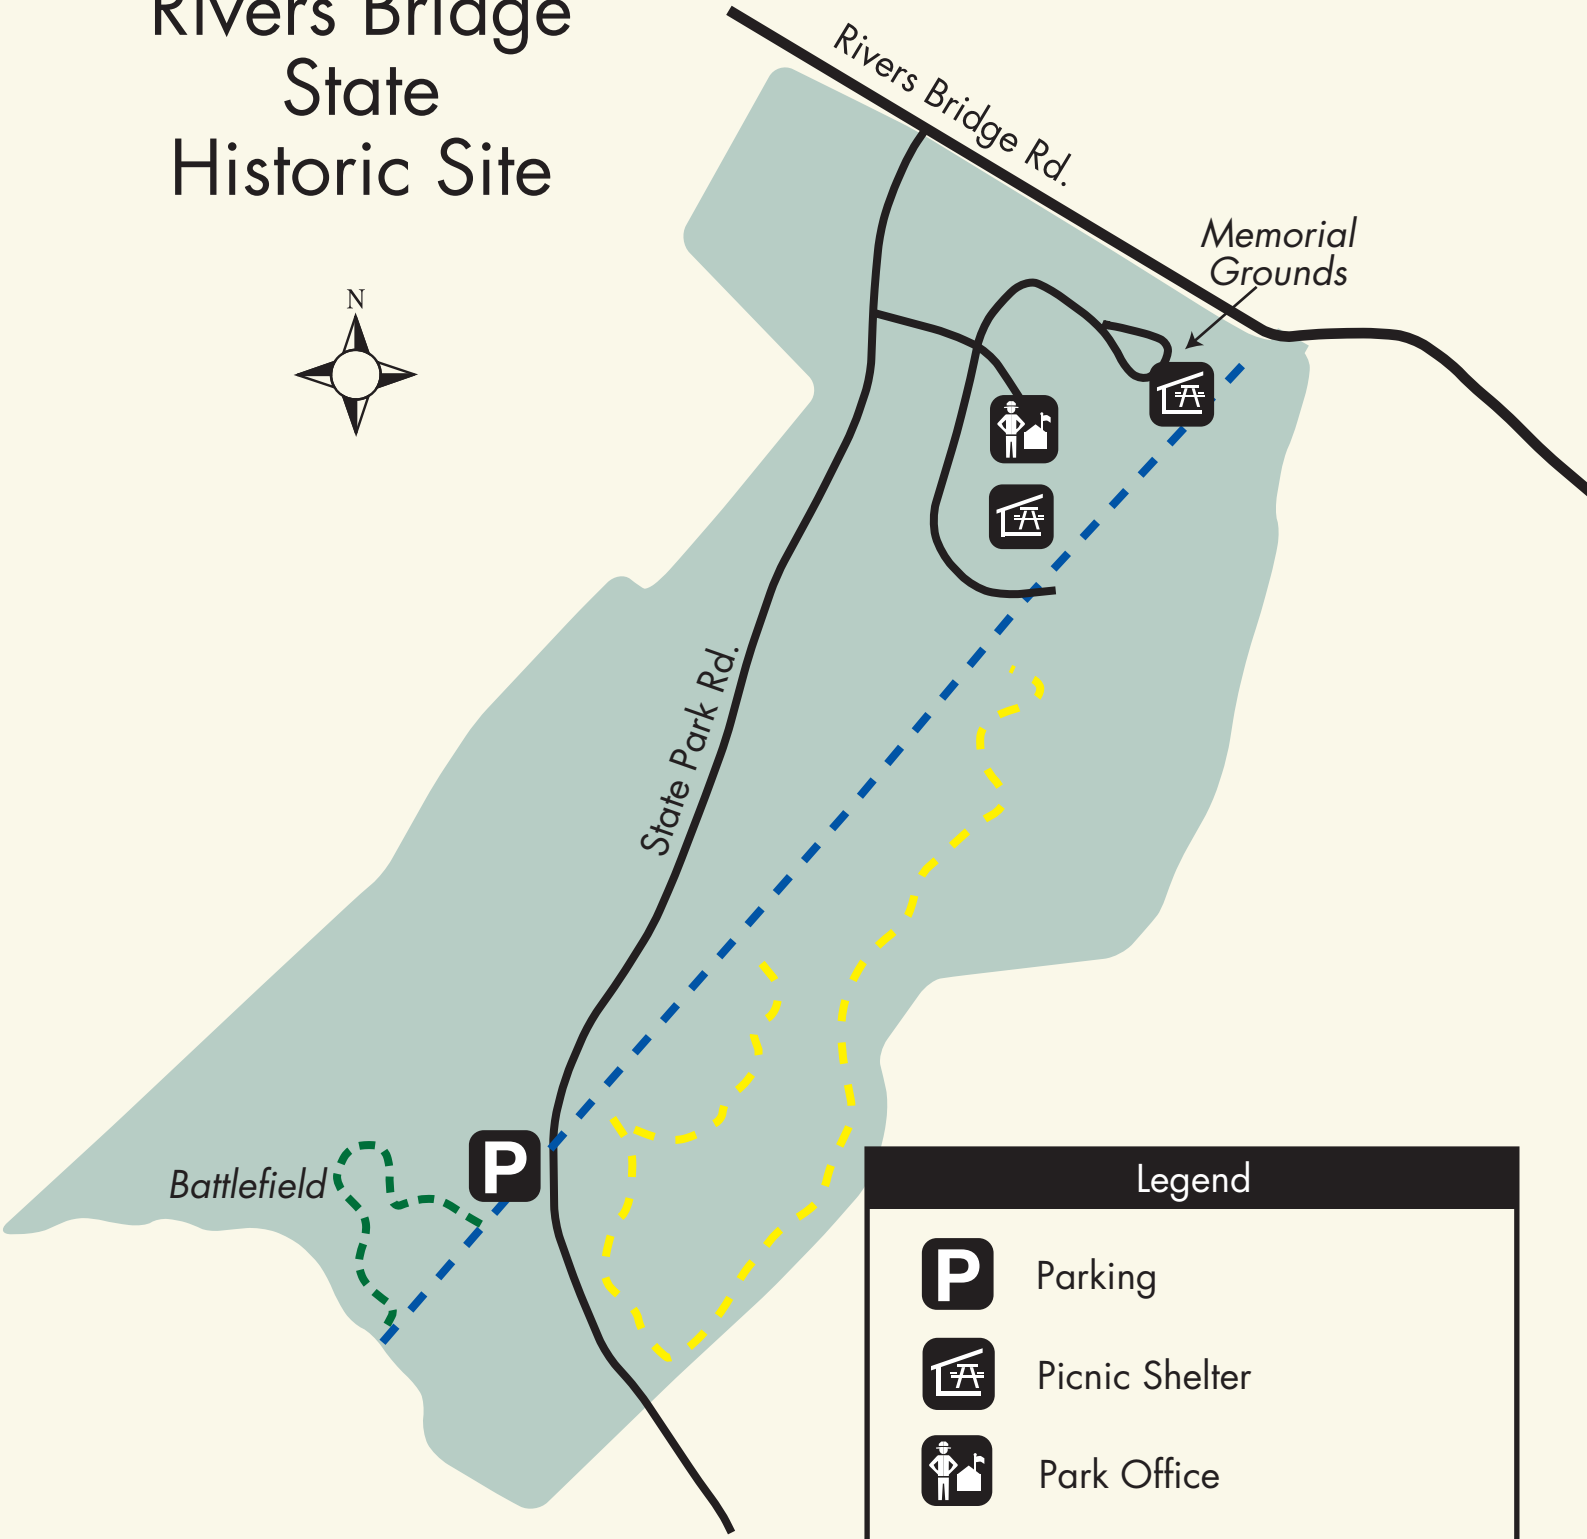 Rivers Bridge
State
Historic Site
Rivers Bridge Rd.
Memorial
Grounds
N
State Park Rd.
Battlefield
P
Legend
P Parking
Picnic Shelter
Park Office